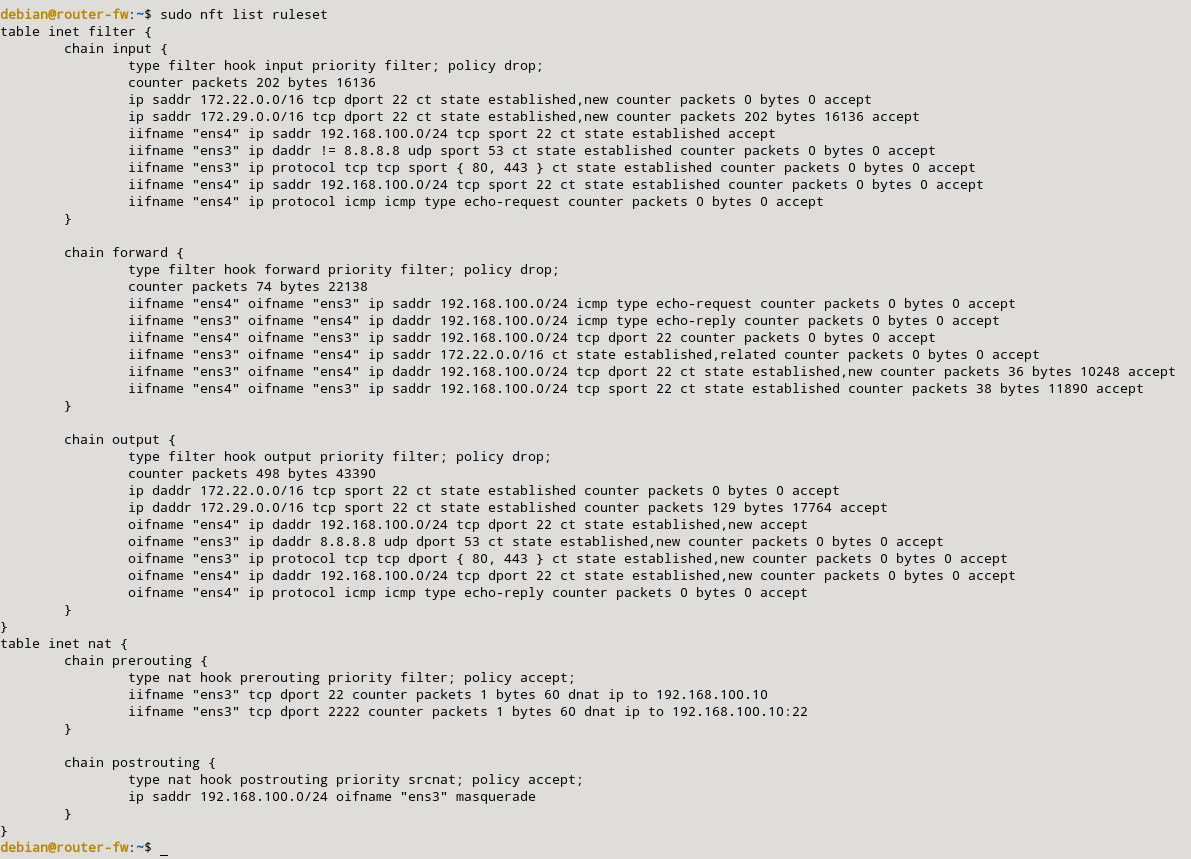 debian@router-fw:~$ sudo nft list ruleset
table inet filter {
        chain input {
                type filter hook input priority filter; policy drop;
                counter packets 202 bytes 16136
                ip saddr 172.22.0.0/16 tcp dport 22 ct state established,new counter packets 0 bytes 0 accept
                ip saddr 172.29.0.0/16 tcp dport 22 ct state established,new counter packets 202 bytes 16136 accept
                iifname "ens4" ip saddr 192.168.100.0/24 tcp sport 22 ct state established accept
                iifname "ens3" ip daddr != 8.8.8.8 udp sport 53 ct state established counter packets 0 bytes 0 accept
                iifname "ens3" ip protocol tcp tcp sport { 80, 443 } ct state established counter packets 0 bytes 0 accept
                iifname "ens4" ip saddr 192.168.100.0/24 tcp sport 22 ct state established counter packets 0 bytes 0 accept
                iifname "ens4" ip protocol icmp icmp type echo-request counter packets 0 bytes 0 accept
        }

        chain forward {
                type filter hook forward priority filter; policy drop;
                counter packets 74 bytes 22138
                iifname "ens4" oifname "ens3" ip saddr 192.168.100.0/24 icmp type echo-request counter packets 0 bytes 0 accept
                iifname "ens3" oifname "ens4" ip daddr 192.168.100.0/24 icmp type echo-reply counter packets 0 bytes 0 accept
                iifname "ens4" oifname "ens3" ip saddr 192.168.100.0/24 tcp dport 22 counter packets 0 bytes 0 accept
                iifname "ens3" oifname "ens4" ip saddr 172.22.0.0/16 ct state established,related counter packets 0 bytes 0 accept
                iifname "ens3" oifname "ens4" ip daddr 192.168.100.0/24 tcp dport 22 ct state established,new counter packets 36 bytes 10248 accept
                iifname "ens4" oifname "ens3" ip saddr 192.168.100.0/24 tcp sport 22 ct state established counter packets 38 bytes 11890 accept
        }

        chain output {
                type filter hook output priority filter; policy drop;
                counter packets 498 bytes 43390
                ip daddr 172.22.0.0/16 tcp sport 22 ct state established counter packets 0 bytes 0 accept
                ip daddr 172.29.0.0/16 tcp sport 22 ct state established counter packets 129 bytes 17764 accept
                oifname "ens4" ip daddr 192.168.100.0/24 tcp dport 22 ct state established,new accept
                oifname "ens3" ip daddr 8.8.8.8 udp dport 53 ct state established,new counter packets 0 bytes 0 accept
                oifname "ens3" ip protocol tcp tcp dport { 80, 443 } ct state established,new counter packets 0 bytes 0 accept
                oifname "ens4" ip daddr 192.168.100.0/24 tcp dport 22 ct state established,new counter packets 0 bytes 0 accept
                oifname "ens4" ip protocol icmp icmp type echo-reply counter packets 0 bytes 0 accept
        }
}
table inet nat {
        chain prerouting {
                type nat hook prerouting priority filter; policy accept;
                iifname "ens3" tcp dport 22 counter packets 1 bytes 60 dnat ip to 192.168.100.10
                iifname "ens3" tcp dport 2222 counter packets 1 bytes 60 dnat ip to 192.168.100.10:22
        }

        chain postrouting {
                type nat hook postrouting priority srcnat; policy accept;
                ip saddr 192.168.100.0/24 oifname "ens3" masquerade
        }
}
debian@router-fw:~$ _